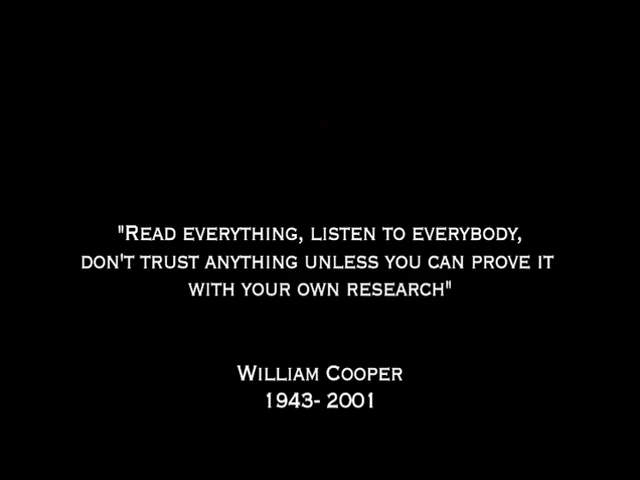 "Read everything, listen to everybody,
don't trust anything unless you can prove it
with your own research"
William Cooper
1943- 2001